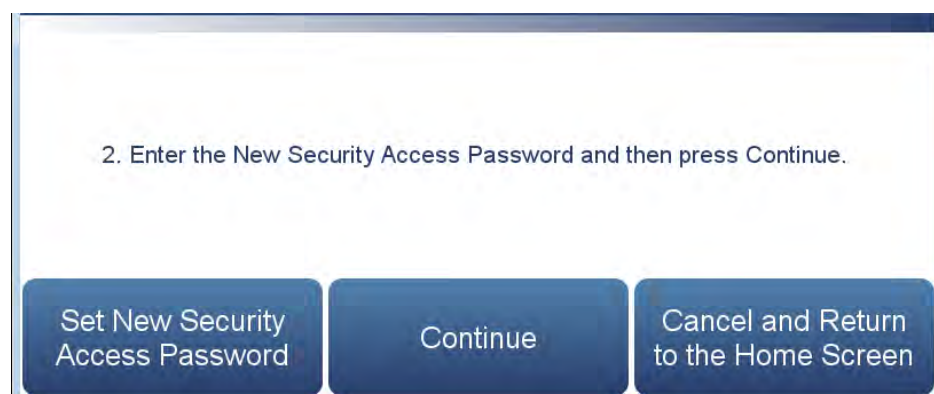 2. Enter the New Security Access Password and then press Continue.
Set New Security
Access Password
Continue
Cancel and Return
to the Home Screen